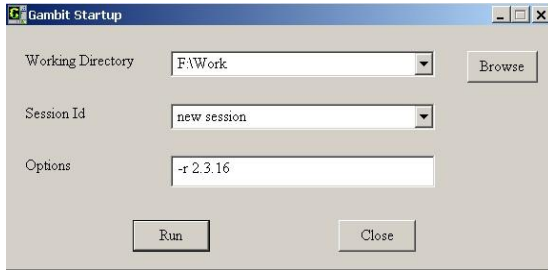 Gambit Startup
Working Directory F:\Work Browse
Session Id new session
Options -r 2.3.16
Run Close